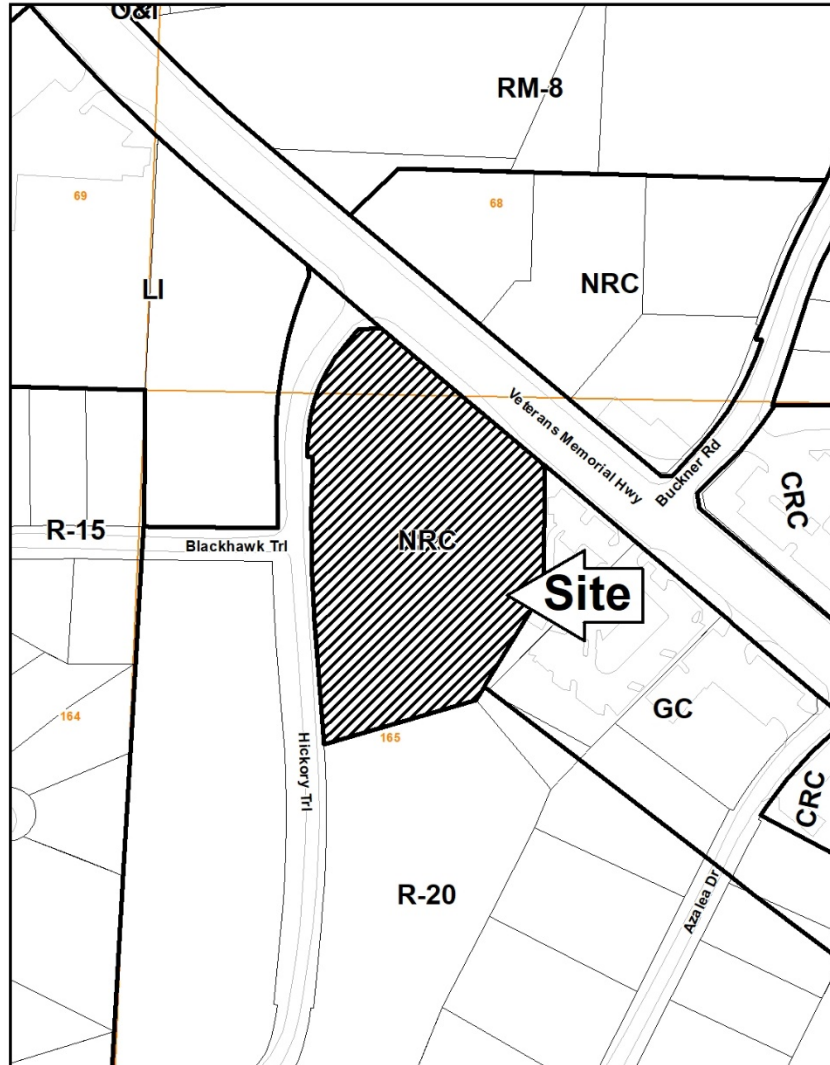 O&I
RM-8
69
68
LI
NRC
Veterans Memorial Hwy
Buckner Rd
CRC
R-15
Blackhawk Trl
NRC
Site
164
165
GC
Hickory Trl
CRC
R-20
Azalea Dr